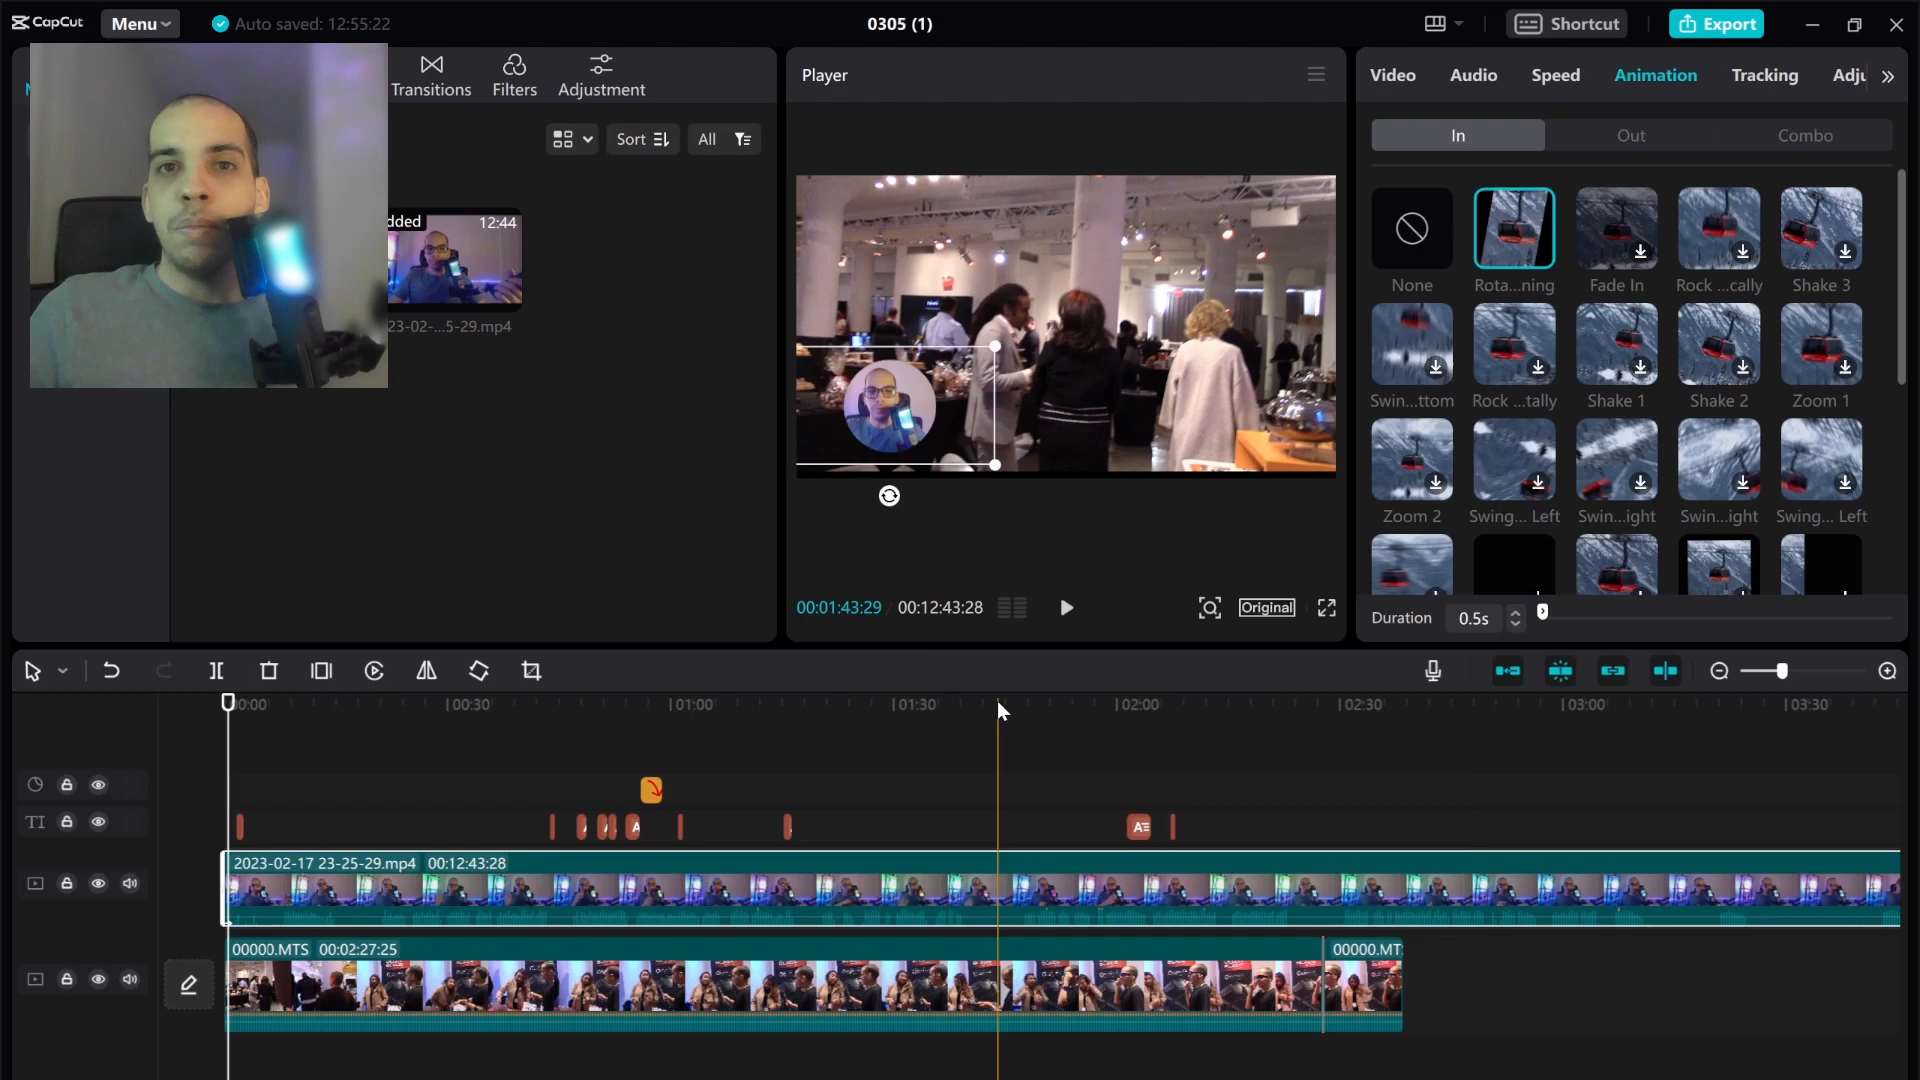 CapCut Menu Auto saved: 12:55:22 0305 (1) Shortcut Export
Transitions Filters Adjustment
Sort All
dded 12:44
23-02-...5-29.mp4
Player
Video Audio Speed Animation Tracking Adju
In Out Combo
None Rota...ning Fade In Rock ...cally Shake 3
Swin...ttom Rock ...tally Shake 1 Shake 2 Zoom 1
Zoom 2 Swing... Left Swin...ight Swin...ight Swing... Left
00:01:43:29 / 00:12:43:28 Original
Duration 0.5s
00:00 00:30 01:00 01:30 02:00 02:30 03:00 03:30
TI
A
A
2023-02-17 23-25-29.mp4 00:12:43:28
00000.MTS 00:02:27:25 00000.MT